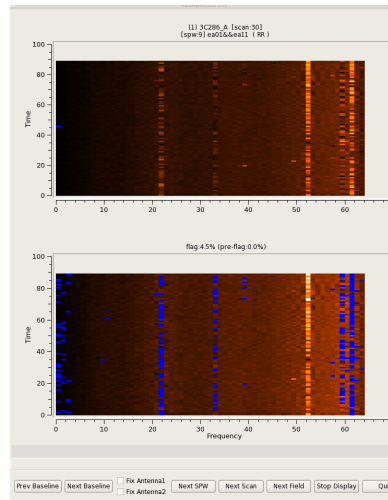 (1) 3C286_A [scan:30]
[spw:9] ea01&&ea11 ( RR )
100
80
60
40
20
0
Time
0 10 20 30 40 50 60
flag:4.5% (pre-flag:0.0%)
100
80
60
40
20
0
Time
0 10 20 30 40 50 60
Frequency
Prev Baseline Next Baseline Fix Antenna1 Fix Antenna2 Next SPW Next Scan Next Field Stop Display Qu